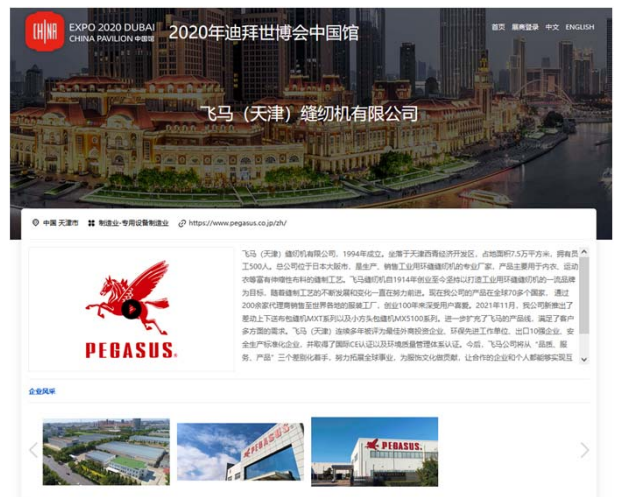 CHINA
EXPO 2020 DUBAI
CHINA PAVILION 中国馆
2020年迪拜世博会中国馆
首页 展商登录 中文 ENGLISH
飞马（天津）缝纫机有限公司
中国 天津市 制造业-专用设备制造业 https://www.pegasus.co.jp/zh/
飞马（天津）缝纫机有限公司，1994年成立。坐落于天津西青经济开发区，占地面积7.5万平方米，拥有员
工500人。总公司位于日本大阪市，是生产、销售工业用环缝缝纫机的专业厂家，产品主要用于内衣、运动
衣等富有伸缩性布料的缝制工艺。飞马缝纫机自1914年创业至今坚持以打造工业用环缝缝纫机的一流品牌
为目标，随着缝制工艺的不断发展和变化一直在努力前进。现在我公司的产品在全球70多个国家，通过
200余家代理商销售至世界各地的服装工厂，创业100年来深受用户喜爱。2021年11月，我公司新推出了
差动上下送布包缝机MXT系列以及小方头包缝机MX5100系列。进一步扩充了飞马的产品线，满足了客户
多方面的需求。飞马（天津）连续多年被评为最佳外商投资企业、环保先进工作单位、出口10强企业、安
全生产标准化企业，并取得了国际CE认证以及环境质量管理体系认证。今后，飞马公司将从“品质、服
务、产品”三个差别化着手，努力拓展全球事业，为服饰文化做贡献，让合作的企业和个人都能够实现互
PEGASUS.
企业风采
PEGASUS.
PEGASUS.